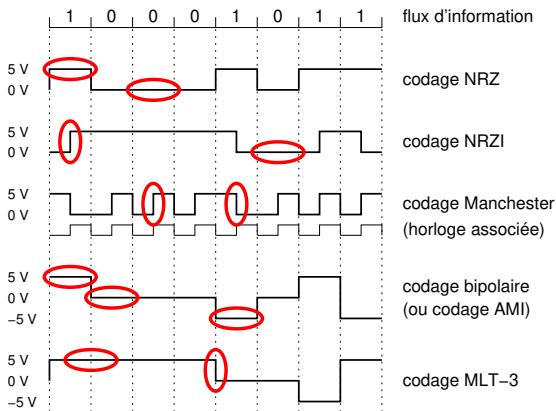 1 0 0 0 1 0 1 1 flux d'information
5 V
0 V
codage NRZ
5 V
0 V
codage NRZI
5 V
0 V
codage Manchester
(horloge associée)
5 V
0 V
−5 V
codage bipolaire
(ou codage AMI)
5 V
0 V
−5 V
codage MLT−3